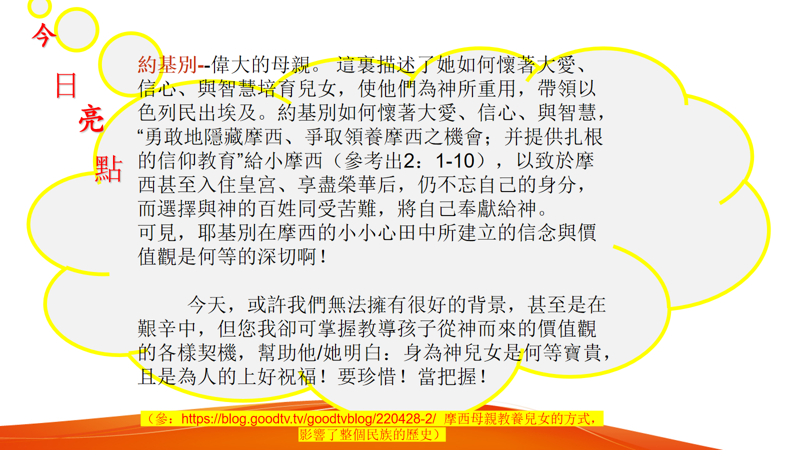 今
日
亮
點
約基別--偉大的母親。 這裏描述了她如何懷著大愛、
信心、與智慧培育兒女，使他們為神所重用，帶領以
色列民出埃及。約基別如何懷著大愛、信心、與智慧，
“勇敢地隱藏摩西、爭取領養摩西之機會；并提供扎根
的信仰教育”給小摩西（參考出2：1-10），以致於摩
西甚至入住皇宮、享盡榮華后，仍不忘自己的身分，
而選擇與神的百姓同受苦難，將自己奉獻給神。
可見，耶基別在摩西的小小心田中所建立的信念與價
值觀是何等的深切啊！
今天，或許我們無法擁有很好的背景，甚至是在
艱辛中，但您我卻可掌握教導孩子從神而來的價值觀
的各樣契機，幫助他/她明白：身為神兒女是何等寶貴，
且是為人的上好祝福！要珍惜！當把握！
（參：https://blog.goodtv.tv/goodtvblog/220428-2/ 摩西母親教養兒女的方式，
影響了整個民族的歷史）